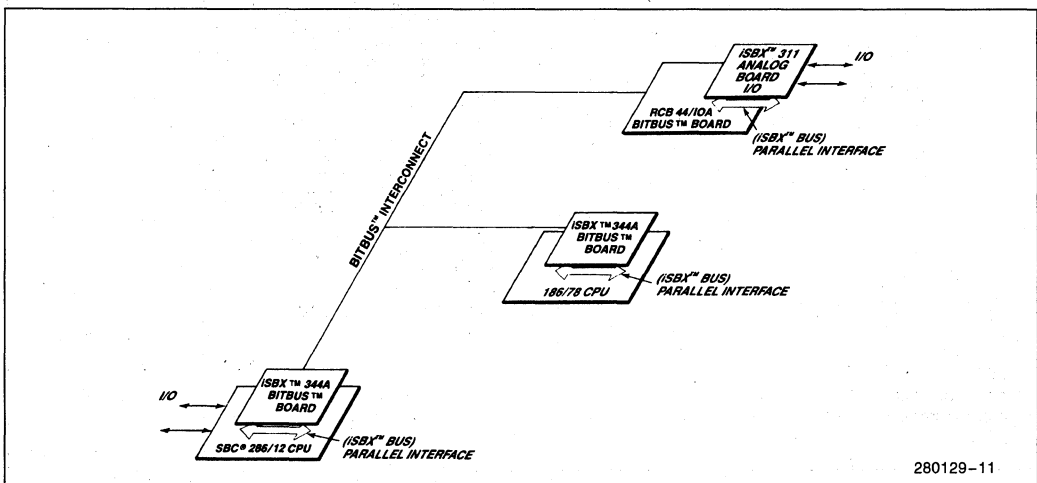 iSBX™ 311
ANALOG
BOARD
I/O
I/O
RCB 44/IOA
BITBUS™ BOARD
(iSBX™ BUS)
PARALLEL INTERFACE
BITBUS™ INTERCONNECT
iSBX™ 344A
BITBUS™
BOARD
(iSBX™ BUS)
PARALLEL INTERFACE
186/78 CPU
iSBX™ 344A
BITBUS™
BOARD
I/O
(iSBX™ BUS)
PARALLEL INTERFACE
SBC® 286/12 CPU
280129-11